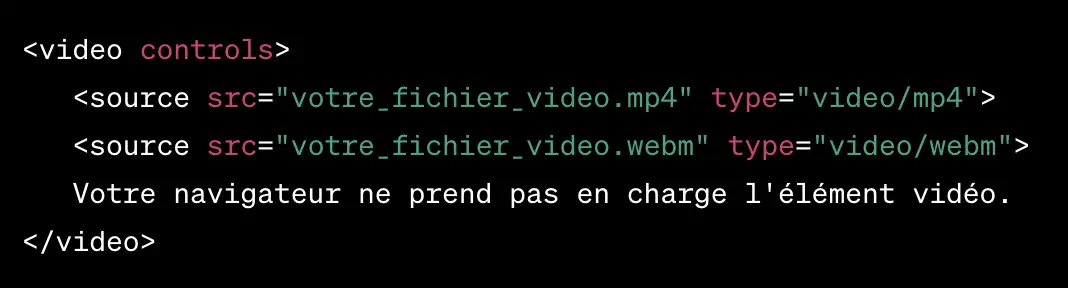 <video controls>
<source src="votre_fichier_video.mp4" type="video/mp4">
<source src="votre_fichier_video.webm" type="video/webm">
Votre navigateur ne prend pas en charge l'élément vidéo.
</video>